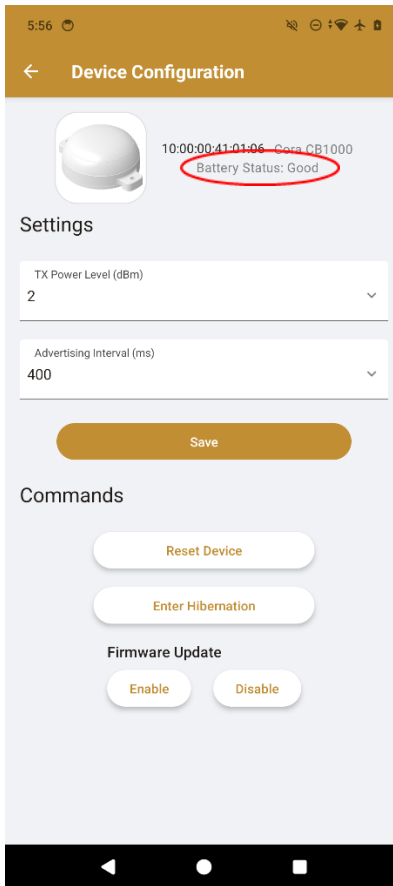 5:56
Device Configuration
10:00:00:41:01:06 Cora CB1000
Battery Status: Good
Settings
TX Power Level (dBm)
2
Advertising Interval (ms)
400
Save
Commands
Reset Device
Enter Hibernation
Firmware Update
Enable Disable